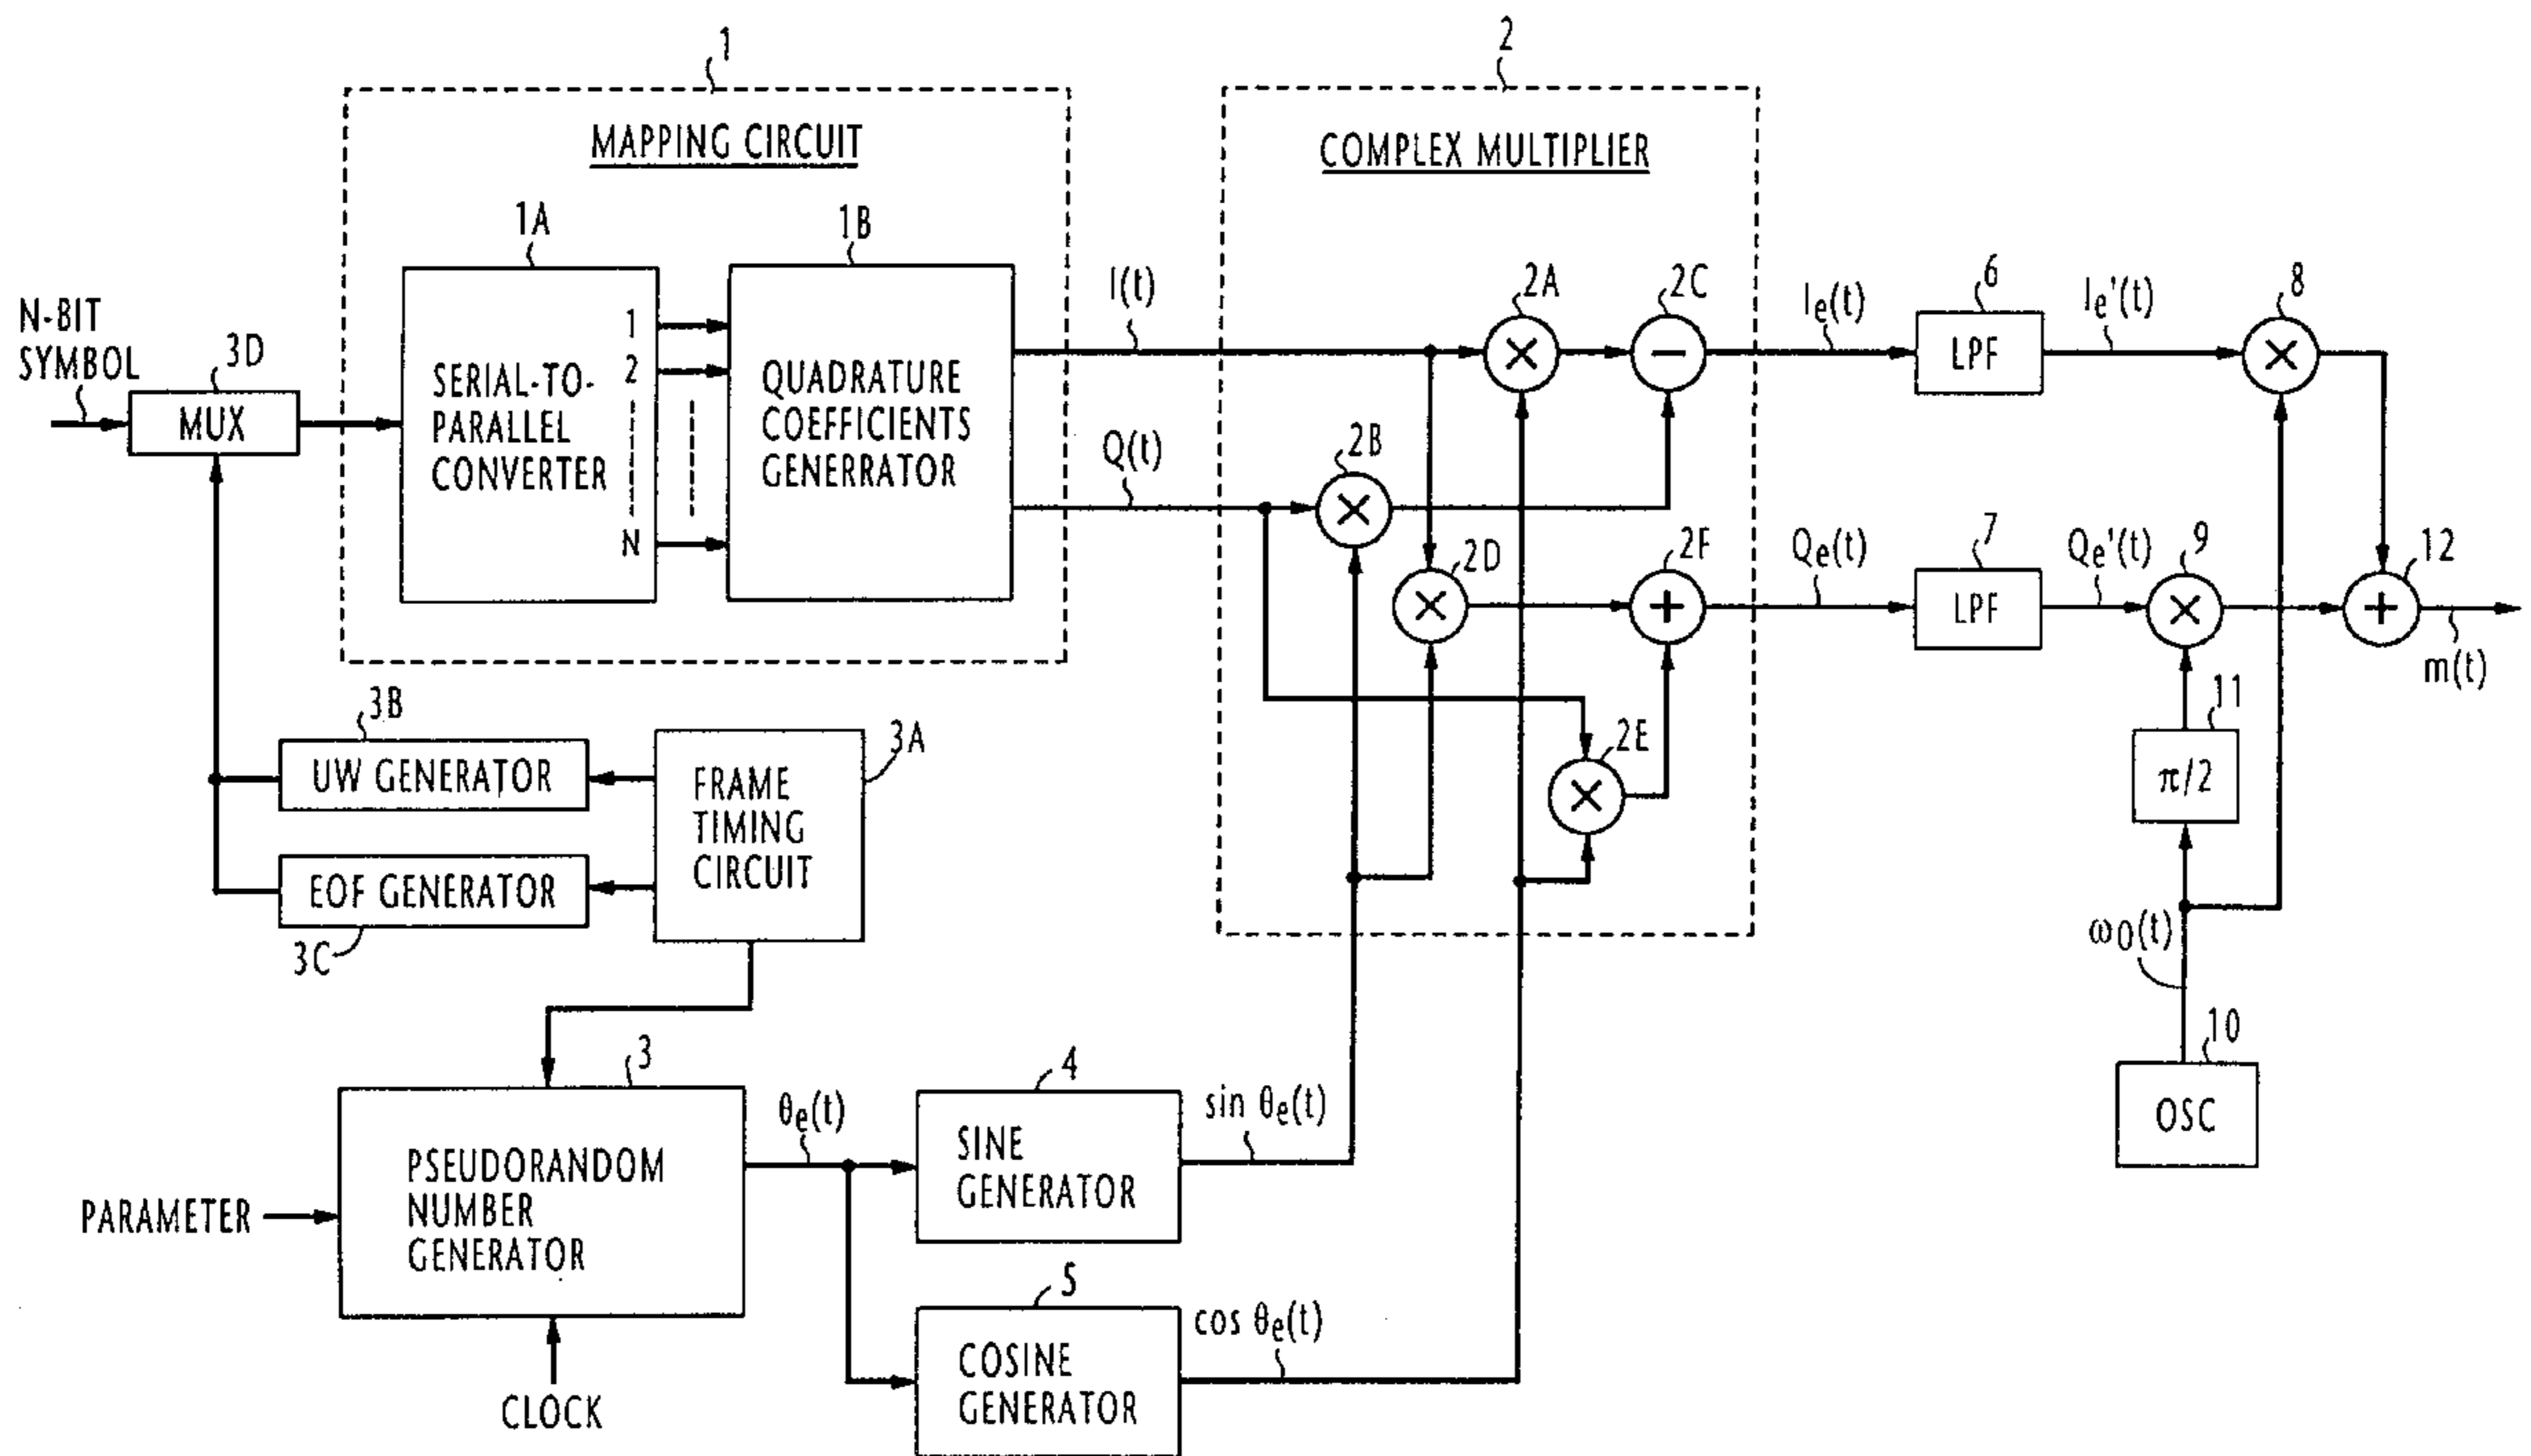 1
2
MAPPING CIRCUIT
COMPLEX MULTIPLIER
1A
1B
N-BIT
SYMBOL
3D
MUX
SERIAL-TO-
PARALLEL
CONVERTER
1
2
N
QUADRATURE
COEFFICIENTS
GENERRATOR
I(t)
Q(t)
2A
2C
2B
2D
2F
2E
Ie(t)
6
LPF
Ie'(t)
8
Qe(t)
7
LPF
Qe'(t)
9
12
m(t)
11
π/2
ω0(t)
10
OSC
3B
UW GENERATOR
EOF GENERATOR
3C
FRAME
TIMING
CIRCUIT
3A
3
PSEUDORANDOM
NUMBER
GENERATOR
PARAMETER
CLOCK
θe(t)
4
SINE
GENERATOR
sin θe(t)
5
COSINE
GENERATOR
cos θe(t)